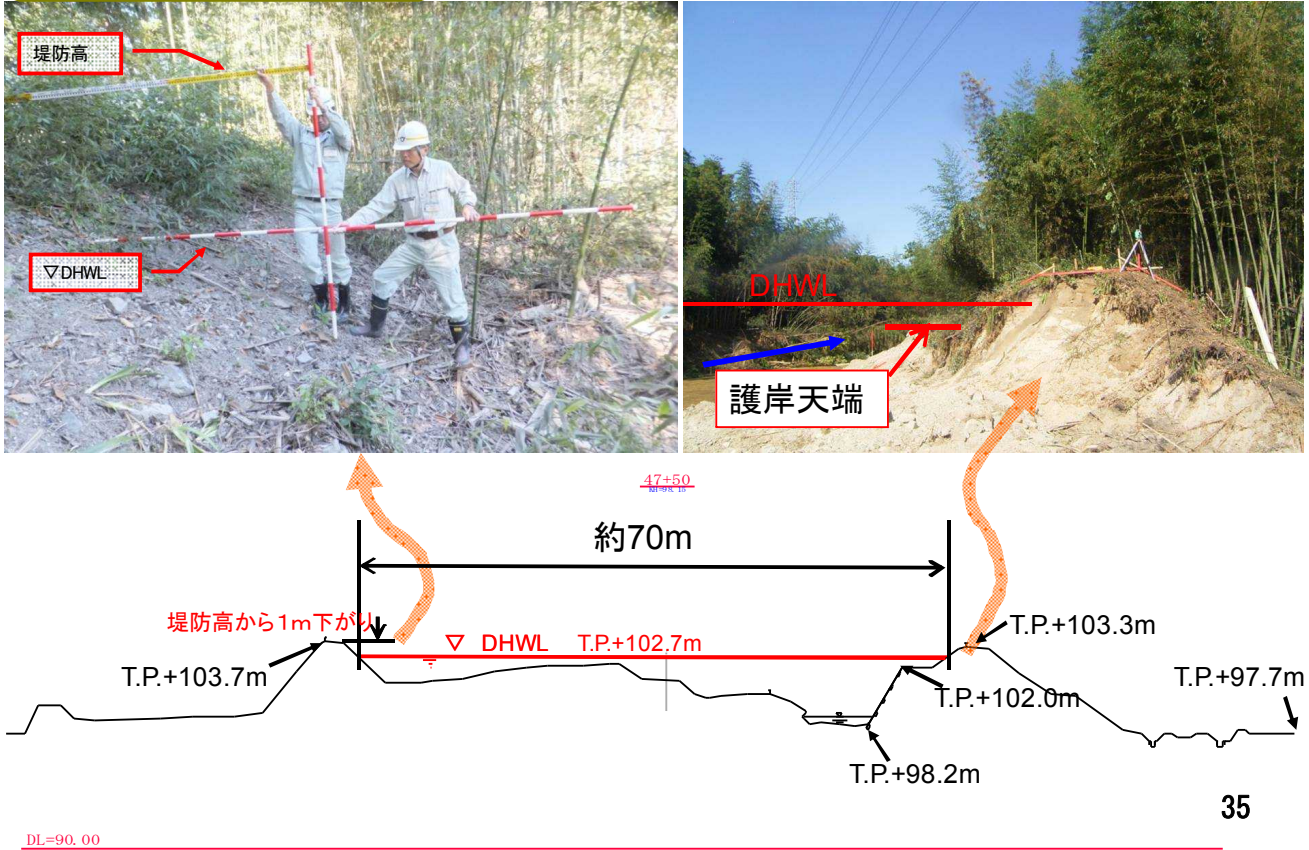 堤防高
▽DHWL
DHWL
護岸天端
47+50
約70m
堤防高から1m下がり
▽ DHWL T.P.+102.7m
T.P.+103.3m
T.P.+103.7m
T.P.+97.7m
T.P.+102.0m
T.P.+98.2m
35
DL=90.00